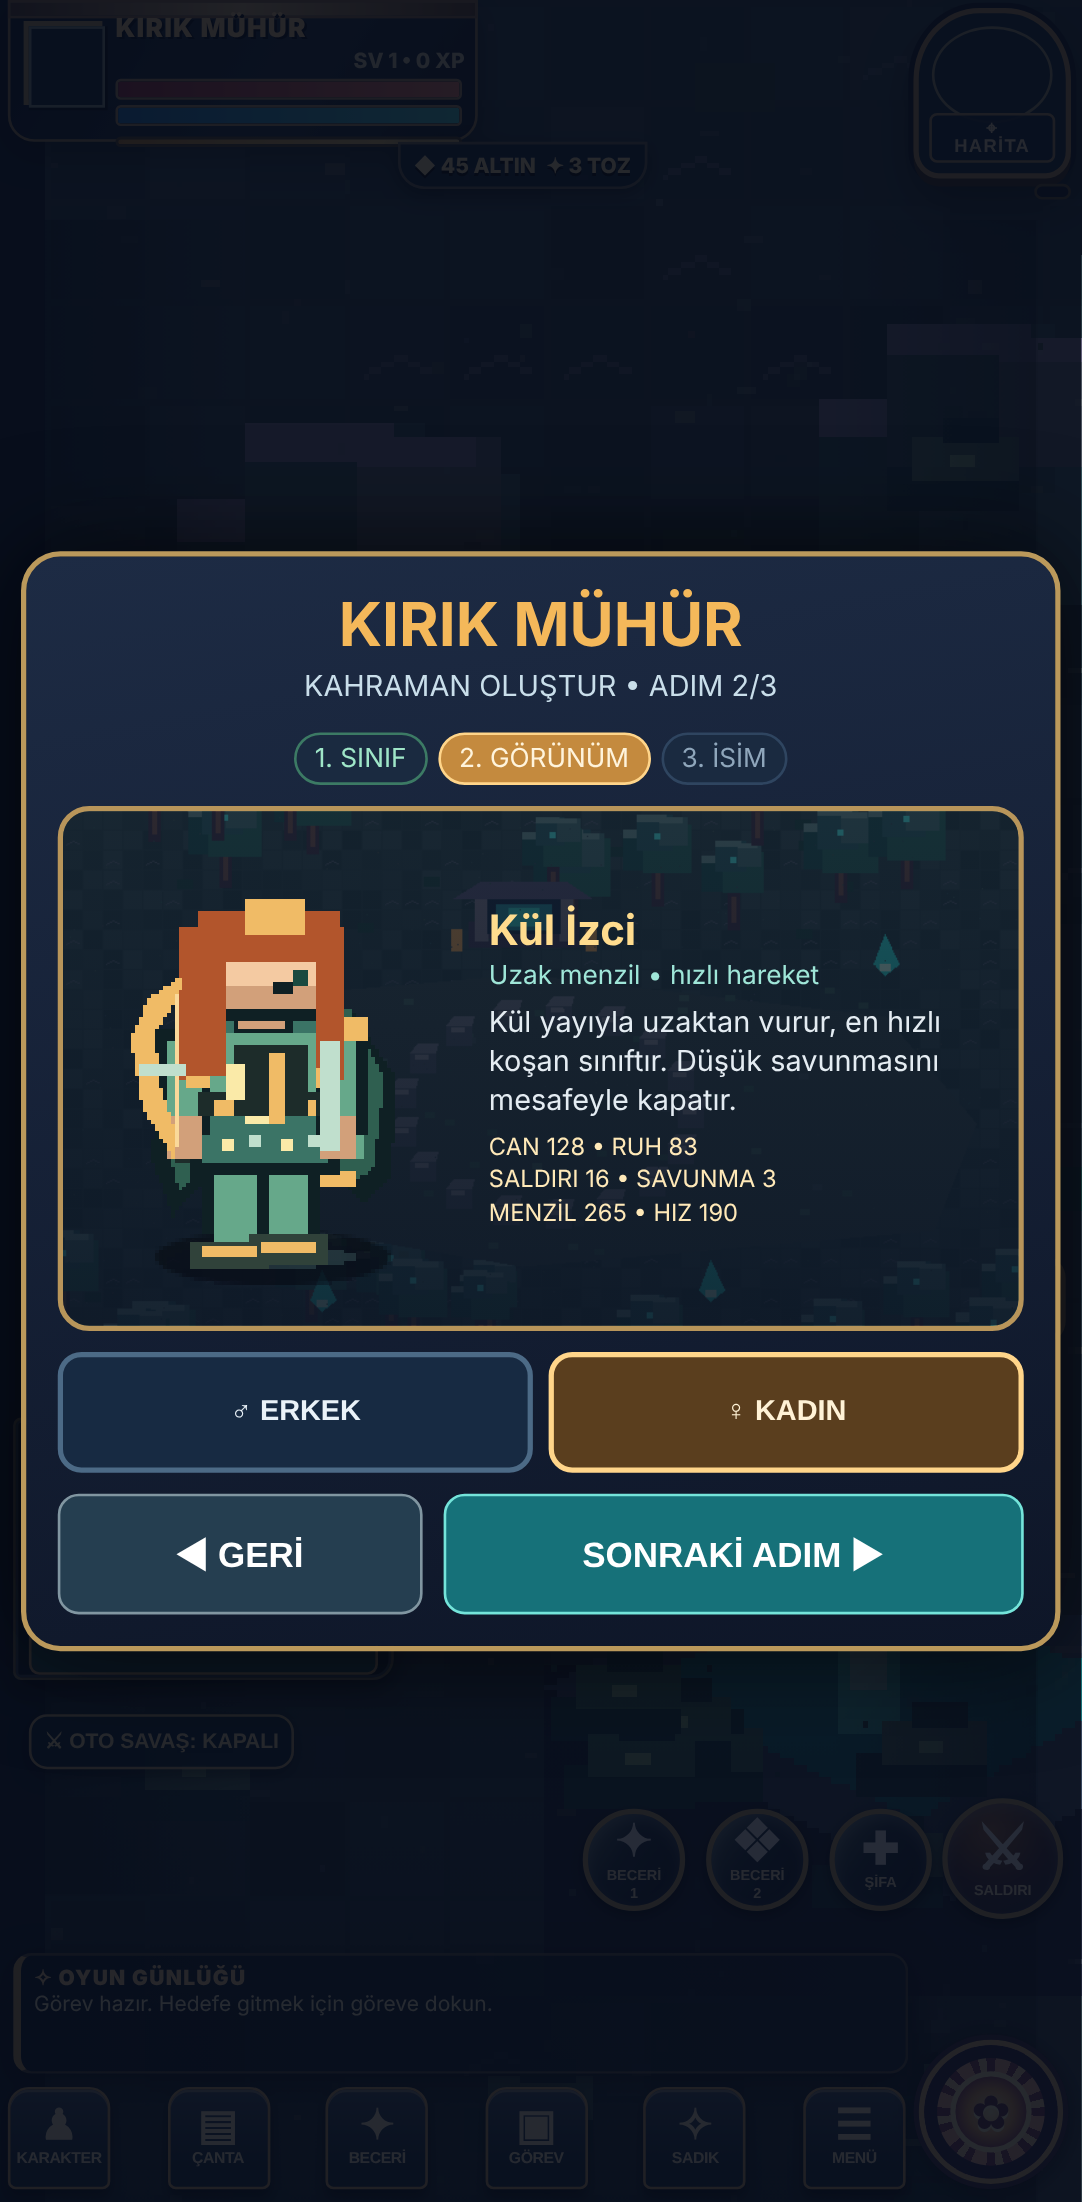 KIRIK MÜHÜR
SV 1 • 0 XP
◆ 45 ALTIN ✦ 3 TOZ
✦
HARİTA
KIRIK MÜHÜR
KAHRAMAN OLUŞTUR • ADIM 2/3
1. SINIF
2. GÖRÜNÜM
3. İSİM
Kül İzci
Uzak menzil • hızlı hareket
Kül yayıyla uzaktan vurur, en hızlı
koşan sınıftır. Düşük savunmasını
mesafeyle kapatır.
CAN 128 • RUH 83
SALDIRI 16 • SAVUNMA 3
MENZİL 265 • HIZ 190
♂ ERKEK
♀ KADIN
◀ GERİ
SONRAKİ ADIM ▶
⚔ OTO SAVAŞ: KAPALI
BECERİ
1
BECERİ
2
ŞİFA
SALDIRI
✧ OYUN GÜNLÜĞÜ
Görev hazır. Hedefe gitmek için göreve dokun.
KARAKTER
ÇANTA
BECERİ
GÖREV
SADIK
MENÜ